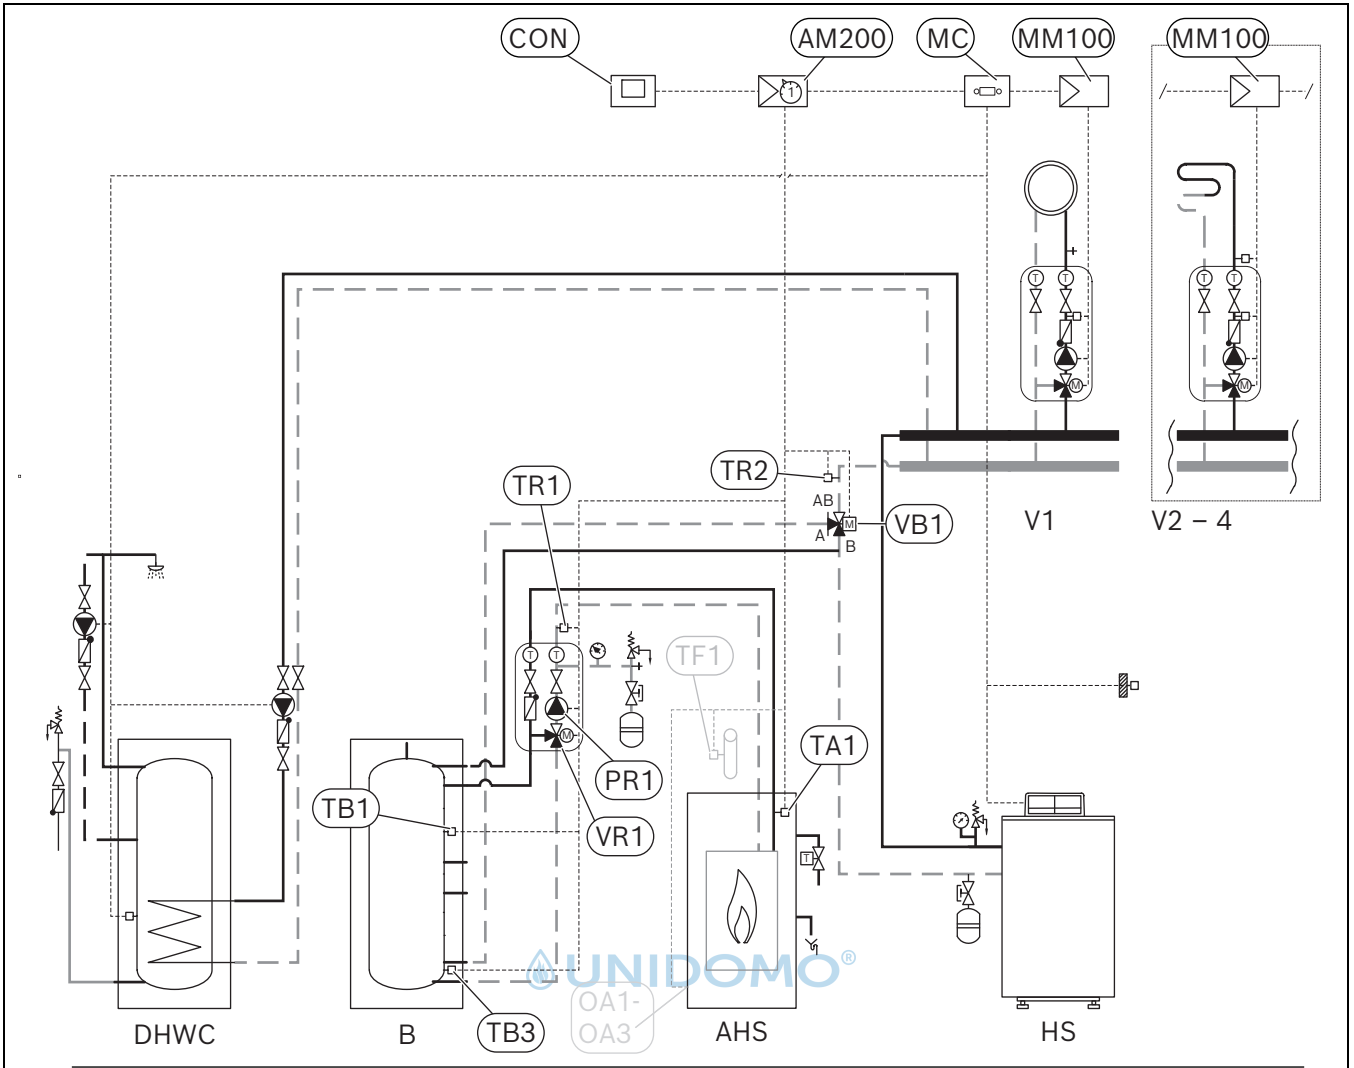 CON
AM200
MC
MM100
MM100
1
T
T
T
T
M
M
TR2
TR1
AB
A
M
B
VB1
V1
V2 – 4
T
T
TF1
M
PR1
TA1
TB1
VR1
T
UNIDOMO®
OA1-
OA3
TB3
DHWC
B
AHS
HS